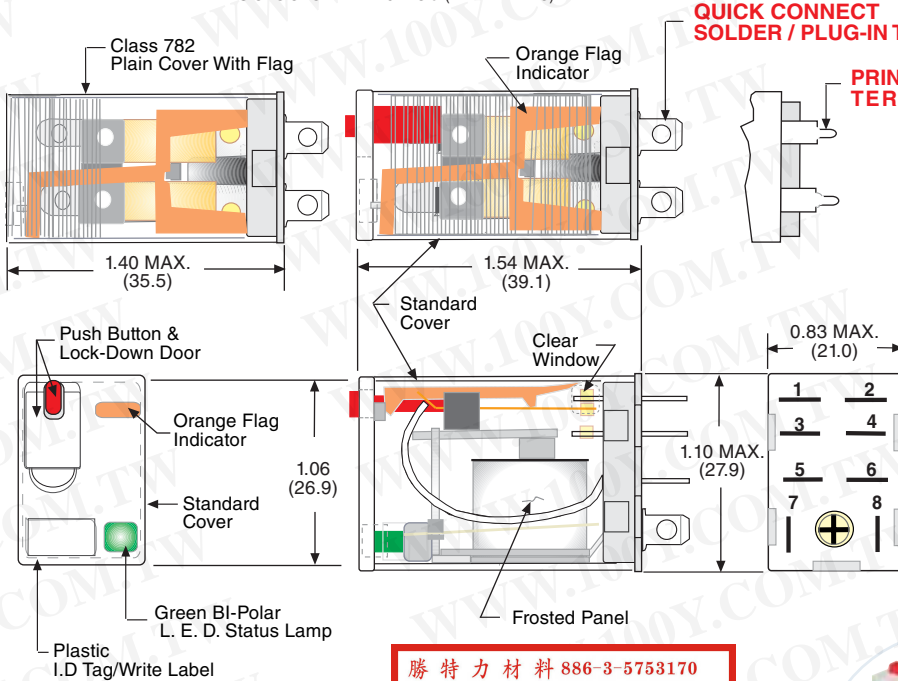 QUICK CONNECT
SOLDER / PLUG-IN
Class 782
Plain Cover With Flag
Orange Flag
Indicator
1.40 MAX.
(35.5)
1.54 MAX.
(39.1)
Standard
Cover
Push Button &
Lock-Down Door
Clear
Window
0.83 MAX.
(21.0)
Orange Flag
Indicator
1.06
(26.9)
Standard
Cover
1.10 MAX.
(27.9)
1 2
3 4
5 6
7 8
Green BI-Polar
L. E. D. Status Lamp
Frosted Panel
Plastic
I.D Tag/Write Label
勝 特 力 材 料 886-3-5753170
WWW.100Y.COM.TW